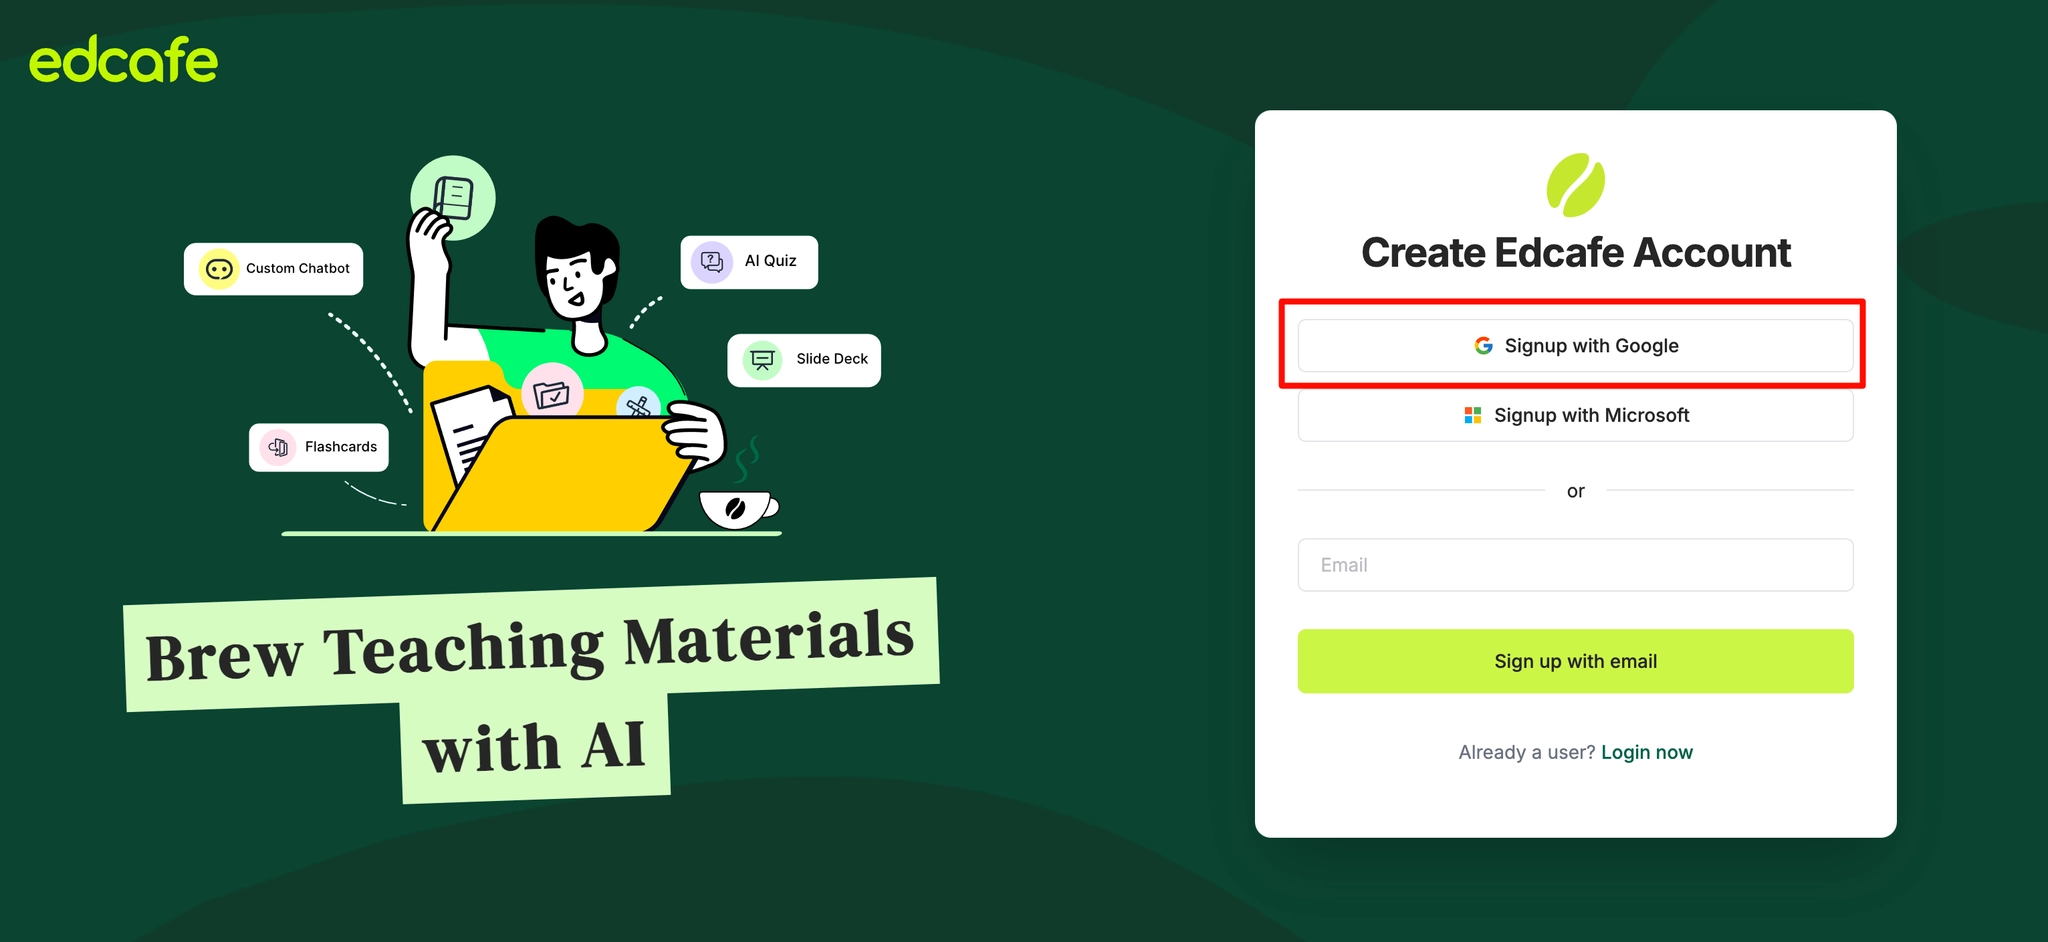 edcafe
Custom Chatbot
AI Quiz
Slide Deck
Flashcards
Brew Teaching Materials
with AI
Create Edcafe Account
Signup with Google
Signup with Microsoft
or
Email
Sign up with email
Already a user? Login now